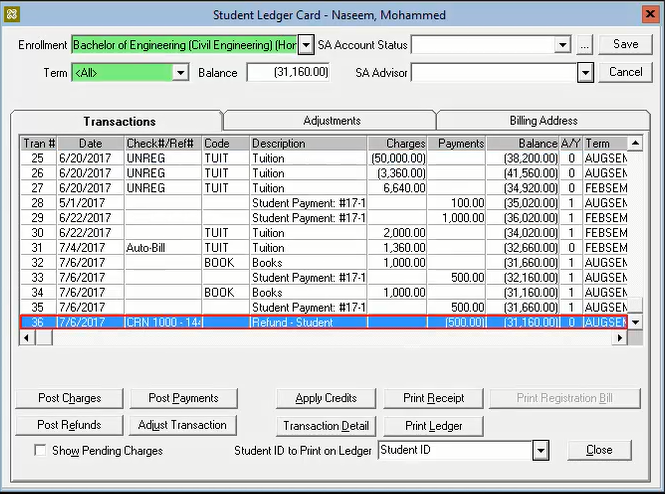 Student Ledger Card - Naseem, Mohammed
Enrollment Bachelor of Engineering (Civil Engineering) (Hor SA Account Status ... Save
Term <All> Balance (31,160.00) SA Advisor Cancel
Transactions Adjustments Billing Address
Tran # Date Check#/Ref# Code Description Charges Payments Balance A/Y Term
25 6/20/2017 UNREG TUIT Tuition (50,000.00) (38,200.00) 0 AUGSEM
26 6/20/2017 UNREG TUIT Tuition (3,360.00) (41,560.00) 0 AUGSEM
27 6/20/2017 UNREG TUIT Tuition 6,640.00 (34,920.00) 0 FEBSEM
28 5/1/2017 Student Payment: #17-1 100.00 (35,020.00) 1 AUGSEM
29 6/22/2017 Student Payment: #17-1 1,000.00 (36,020.00) 1 AUGSEM
30 6/22/2017 TUIT Tuition 2,000.00 (34,020.00) 1 FEBSEM
31 7/4/2017 Auto-Bill TUIT Tuition 1,360.00 (32,660.00) 0 FEBSEM
32 7/6/2017 BOOK Books 1,000.00 (31,660.00) 1 AUGSEM
33 7/6/2017 Student Payment: #17-1 500.00 (32,160.00) 1 AUGSEM
34 7/6/2017 BOOK Books 1,000.00 (31,160.00) 1 AUGSEM
35 7/6/2017 Student Payment: #17-1 500.00 (31,660.00) 1 AUGSEM
36 7/6/2017 CRN 1000 - 144 Refund - Student (500.00) (31,160.00) 0 AUGSEM
Post Charges Post Payments Apply Credits Print Receipt Print Registration Bill
Post Refunds Adjust Transaction Transaction Detail Print Ledger
Show Pending Charges Student ID to Print on Ledger Student ID Close